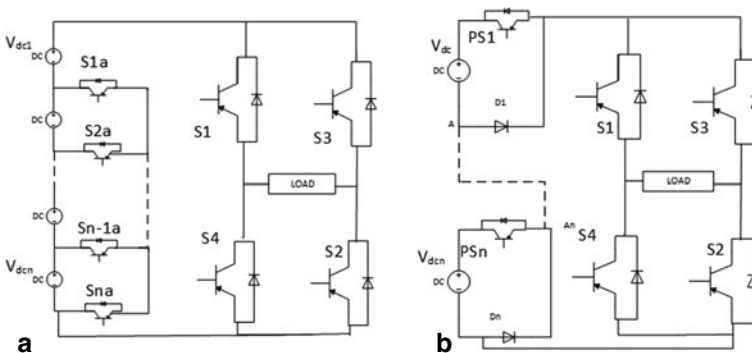 Vdc1
DC
S1a
DC
S2a
DC
Sn-1a
Vdcn
DC
Sna
S1
S3
LOAD
S4
S2
a
PS1
Vdc
DC
D1
A
S1
S3
LOAD
PSn
An
S4
S2
Vdcn
DC
Dn
b